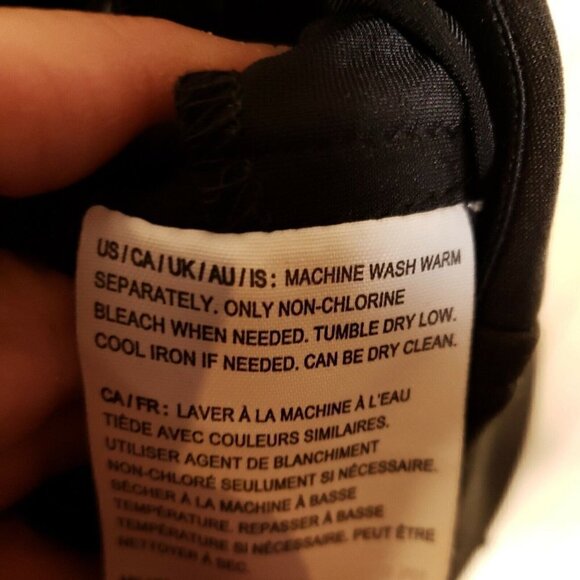 US/CA/UK/AU/IS: MACHINE WASH WARM
SEPARATELY. ONLY NON-CHLORINE
BLEACH WHEN NEEDED. TUMBLE DRY LOW.
COOL IRON IF NEEDED. CAN BE DRY CLEAN.
CA/FR: LAVER À LA MACHINE À L'EAU
TIÈDE AVEC COULEURS SIMILAIRES.
UTILISER AGENT DE BLANCHIMENT
NON-CHLORÉ SEULUMENT SI NÉCESSAIRE.
SÉCHER À LA MACHINE À BASSE
TEMPÉRATURE. REPASSER À BASSE
TEMPÉRATURE SI NÉCESSAIRE. PEUT ÊTRE
NETTOYER À SEC.